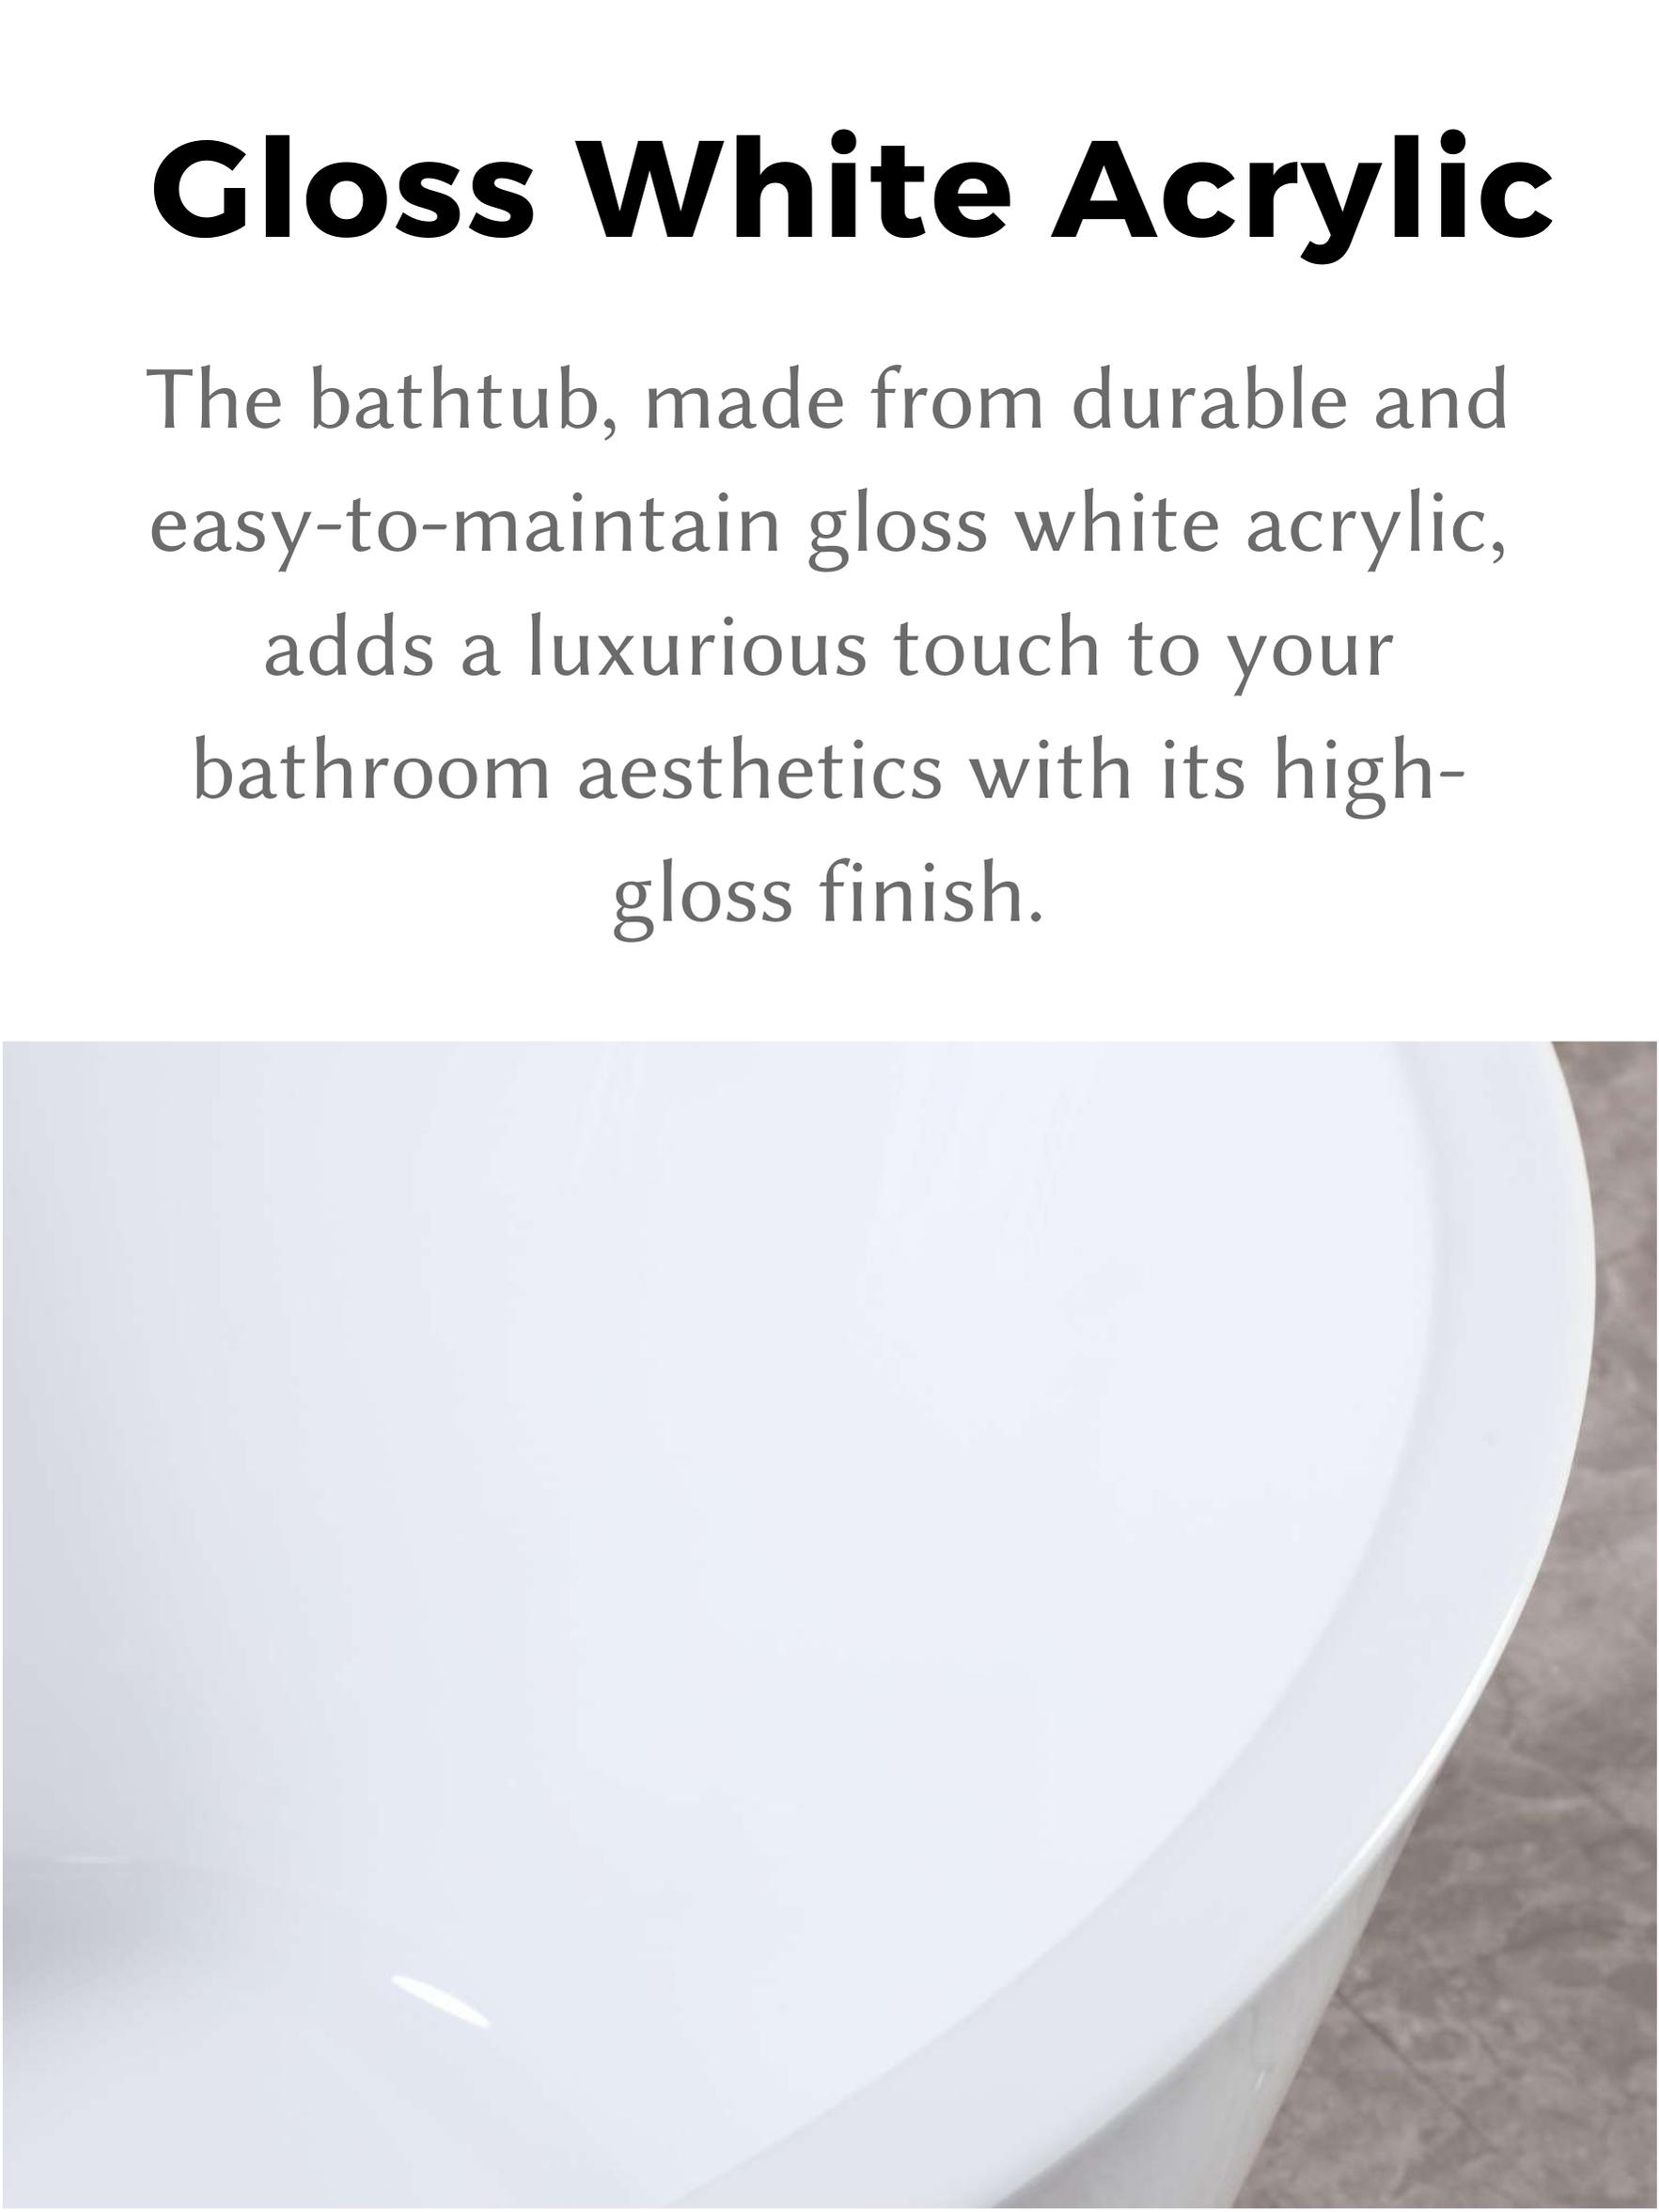 Gloss White Acrylic
The bathtub, made from durable and
easy-to-maintain gloss white acrylic,
adds a luxurious touch to your
bathroom aesthetics with its high-
gloss finish.